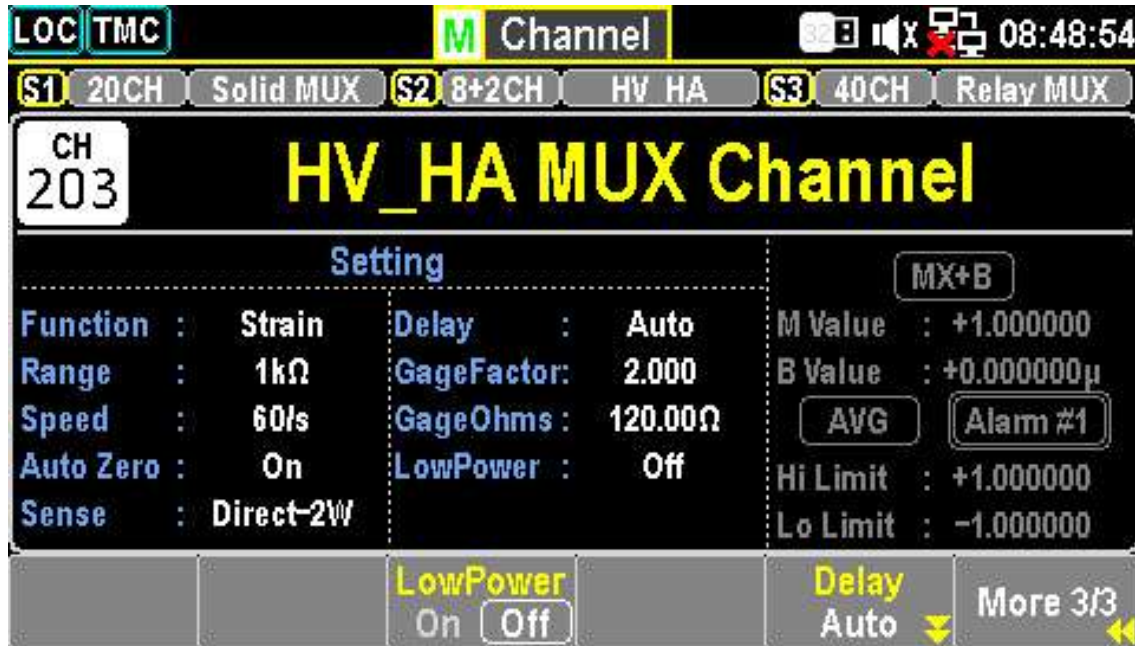 LOC TMC M Channel 32 08:48:54
S1 20CH Solid MUX S2 8+2CH HV_HA S3 40CH Relay MUX
CH
203
HV_HA MUX Channel
Setting
MX+B
Function : Strain Delay : Auto M Value : +1.000000
Range : 1kΩ GageFactor: 2.000 B Value : +0.000000µ
Speed : 60/s GageOhms : 120.00Ω AVG Alarm #1
Auto Zero : On LowPower : Off Hi Limit : +1.000000
Sense : Direct-2W Lo Limit : -1.000000
LowPower Delay More 3/3
On Off Auto